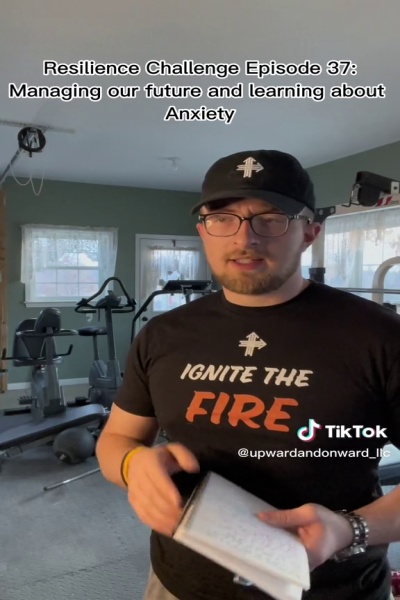 Resilience Challenge Episode 37:
Managing our future and learning about
Anxiety
IGNITE THE
FIRE
TikTok
@upwardandonward_llc